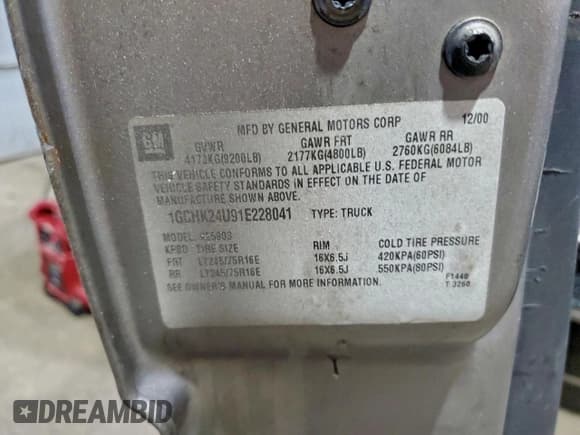 GM
MFD BY GENERAL MOTORS CORP 12/00
GVWR GAWR FRT GAWR RR
4173KG(9200LB) 2177KG(4800LB) 2760KG(6084LB)
THIS VEHICLE CONFORMS TO ALL APPLICABLE U.S. FEDERAL MOTOR
VEHICLE SAFETY STANDARDS IN EFFECT ON THE DATE OF
MANUFACTURE SHOWN ABOVE.
1GCHK24U91E228041 TYPE: TRUCK
MODEL:
TIRE SIZE RIM COLD TIRE PRESSURE
FRT LT245/75R16E 16X6.5J 420KPA(60PSI)
RR LT245/75R16E 16X6.5J 550KPA(80PSI)
SEE OWNER'S MANUAL FOR MORE INFORMATION.
F1440
T 3260
DREAMBID